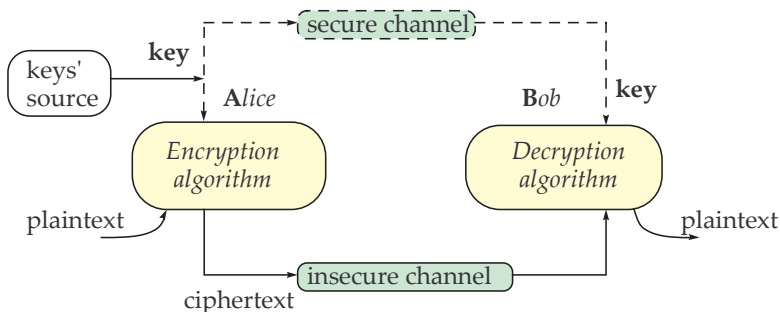 secure channel
key
keys'
source
Alice
Bob
key
Encryption
algorithm
Decryption
algorithm
plaintext
plaintext
insecure channel
ciphertext